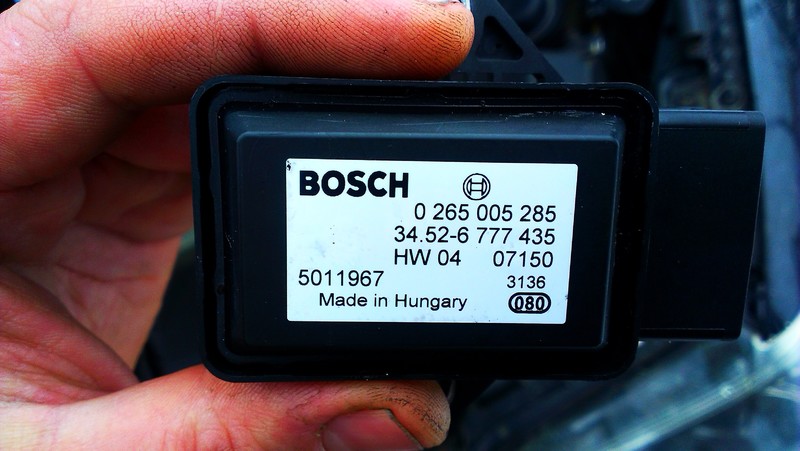 BOSCH
0 265 005 285
34.52-6 777 435
HW 04 07150
5011967 3136
Made in Hungary 080